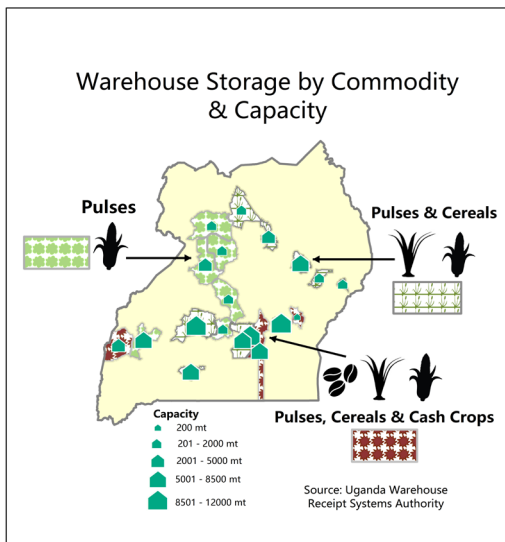 Warehouse Storage by Commodity
& Capacity
Pulses
Pulses & Cereals
Pulses, Cereals & Cash Crops
Capacity
200 mt
201 - 2000 mt
2001 - 5000 mt
5001 - 8500 mt
8501 - 12000 mt
Source: Uganda Warehouse
Receipt Systems Authority